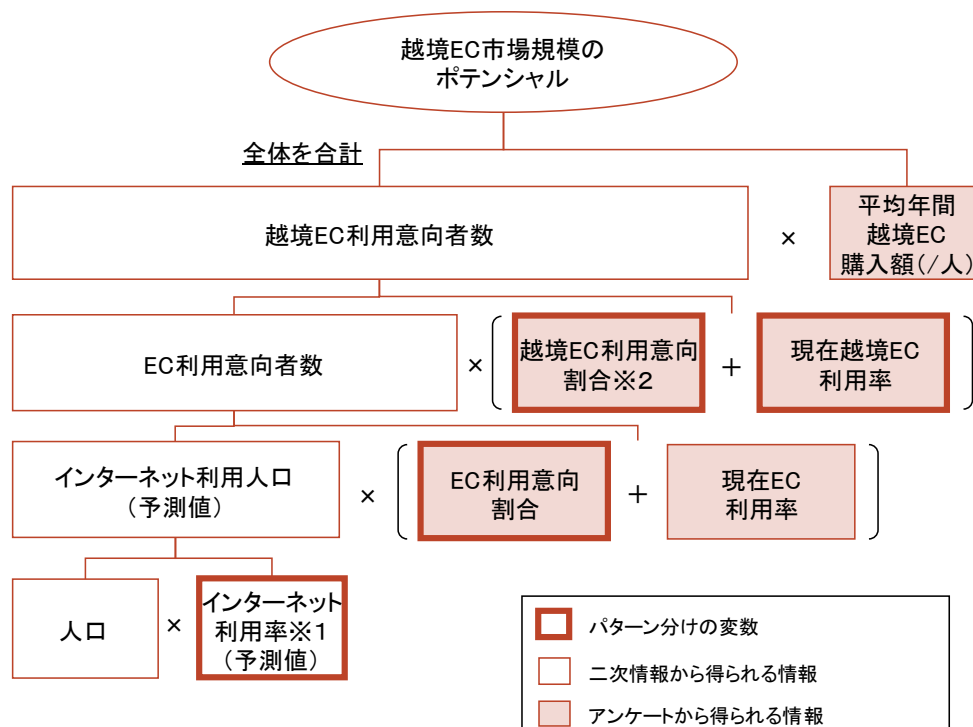 越境EC市場規模の
ポテンシャル
全体を合計
越境EC利用意向者数
×
平均年間
越境EC
購入額(/人)
EC利用意向者数
×
越境EC利用意向
割合※2
＋
現在越境EC
利用率
インターネット利用人口
(予測値)
×
EC利用意向
割合
＋
現在EC
利用率
人口
×
インターネット
利用率※1
(予測値)
パターン分けの変数
二次情報から得られる情報
アンケートから得られる情報